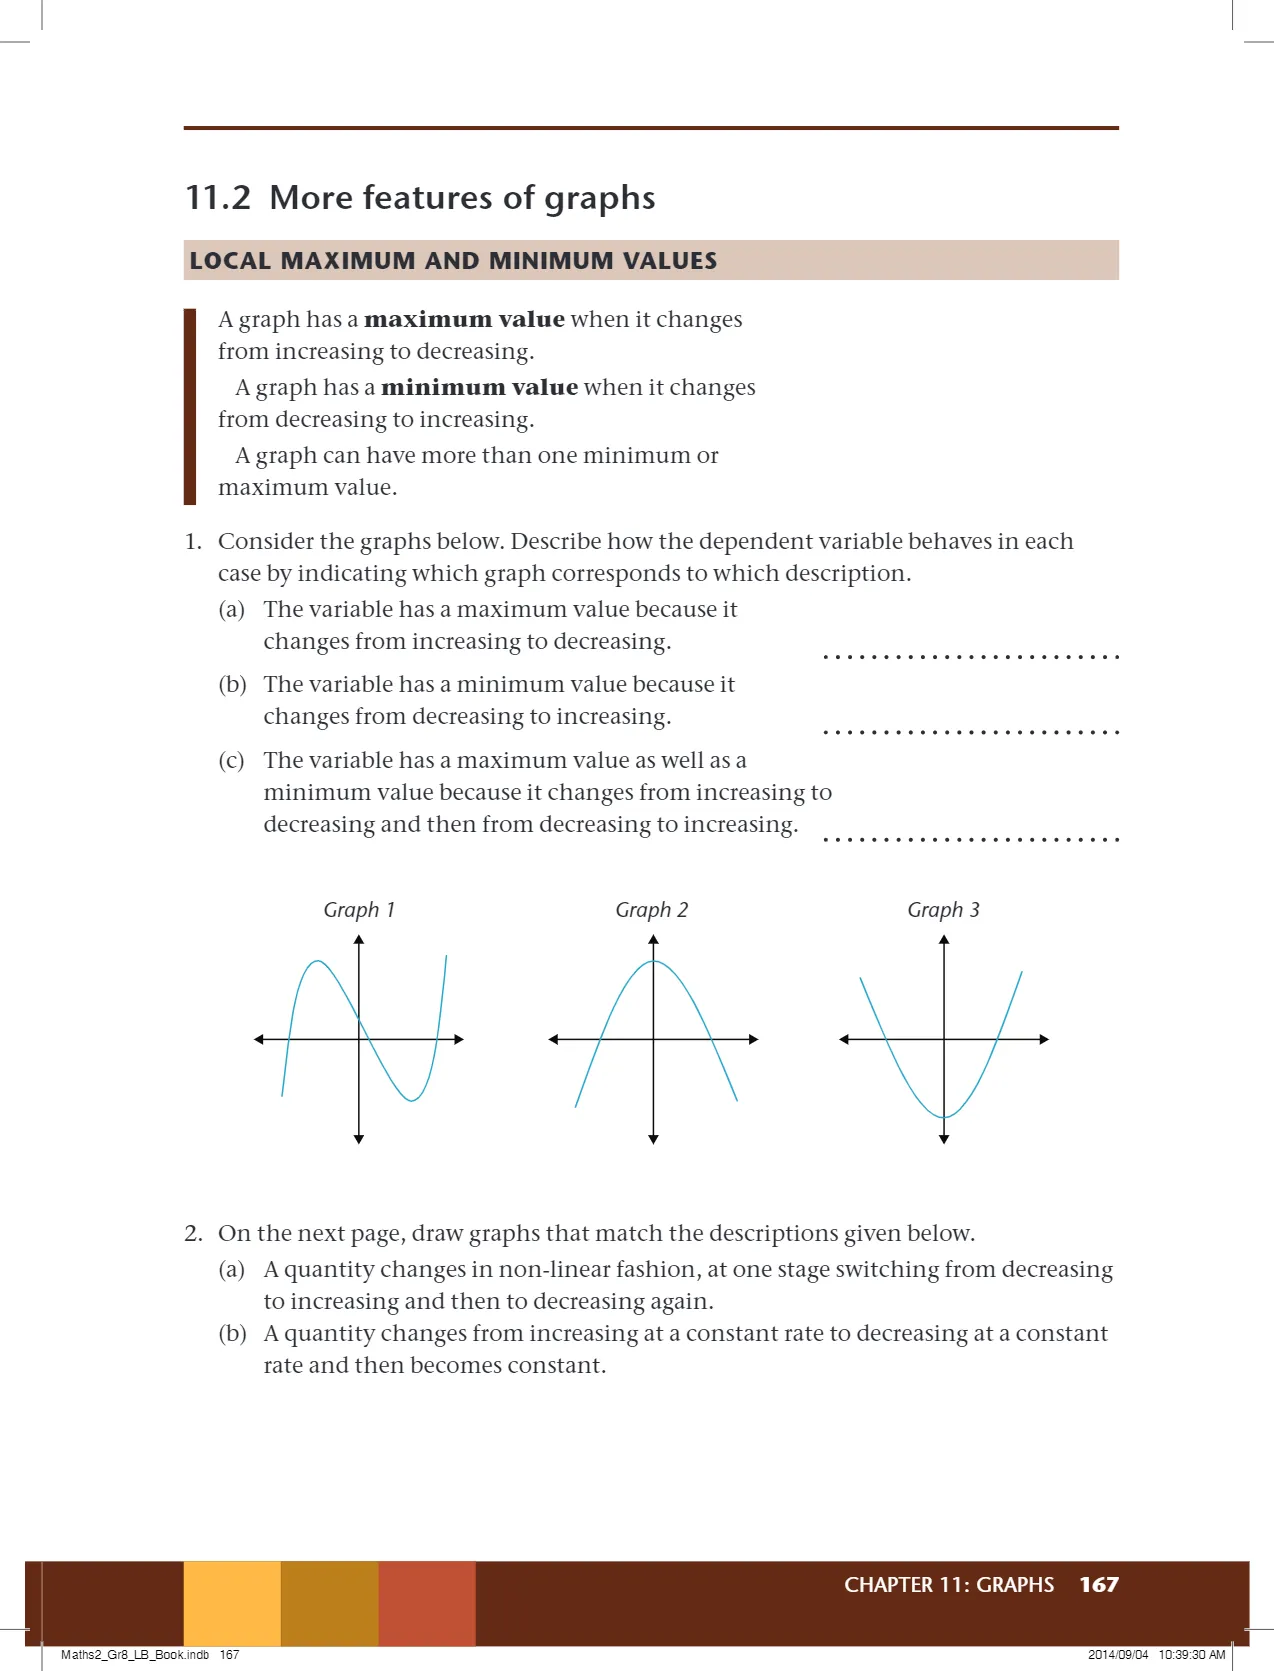 11.2 More features of graphs
LOCAL MAXIMUM AND MINIMUM VALUES
A graph has a maximum value when it changes
from increasing to decreasing.
A graph has a minimum value when it changes
from decreasing to increasing.
A graph can have more than one minimum or
maximum value.
1. Consider the graphs below. Describe how the dependent variable behaves in each
case by indicating which graph corresponds to which description.
(a) The variable has a maximum value because it
changes from increasing to decreasing. .........................
(b) The variable has a minimum value because it
changes from decreasing to increasing. .........................
(c) The variable has a maximum value as well as a
minimum value because it changes from increasing to
decreasing and then from decreasing to increasing. .........................
Graph 1 Graph 2 Graph 3
2. On the next page, draw graphs that match the descriptions given below.
(a) A quantity changes in non-linear fashion, at one stage switching from decreasing
to increasing and then to decreasing again.
(b) A quantity changes from increasing at a constant rate to decreasing at a constant
rate and then becomes constant.
CHAPTER 11: GRAPHS 167
Maths2_Gr8_LB_Book.indb 167 2014/09/04 10:39:30 AM